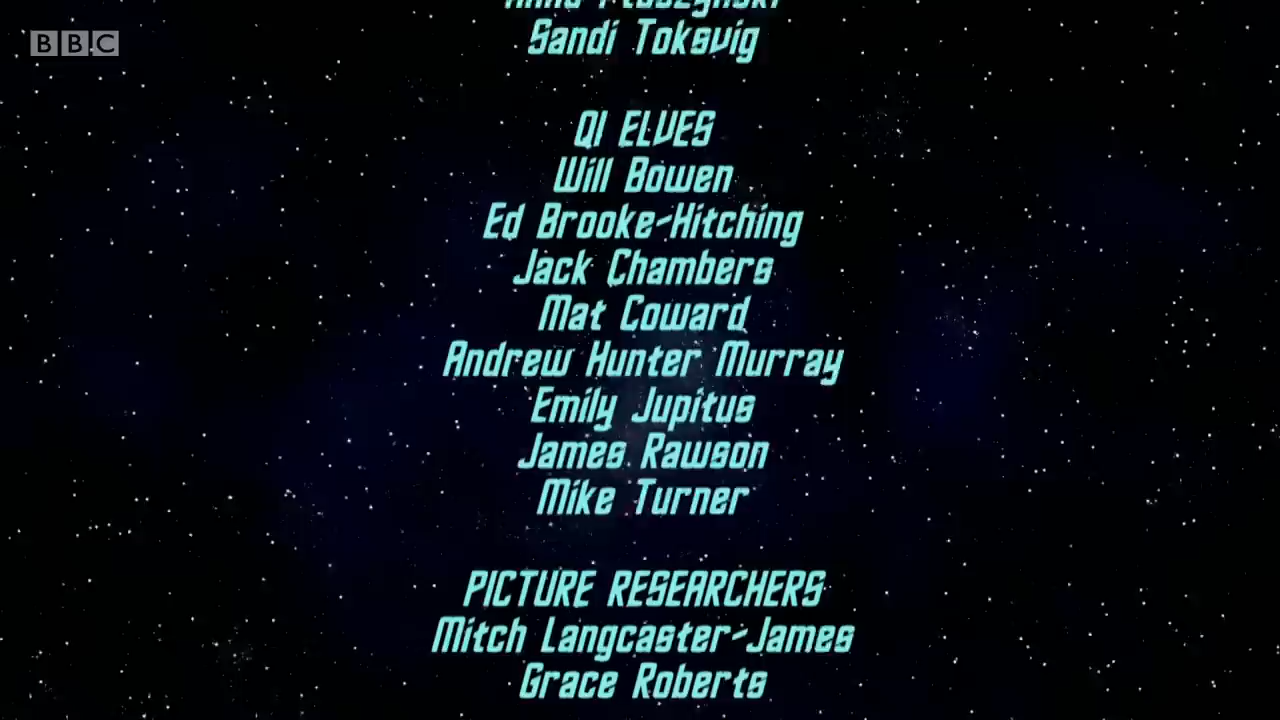 BBC
Sandi Toksvig
QI ELVES
Will Bowen
Ed Brooke-Hitching
Jack Chambers
Mat Coward
Andrew Hunter Murray
Emily Jupitus
James Rawson
Mike Turner
PICTURE RESEARCHERS
Mitch Langcaster-James
Grace Roberts